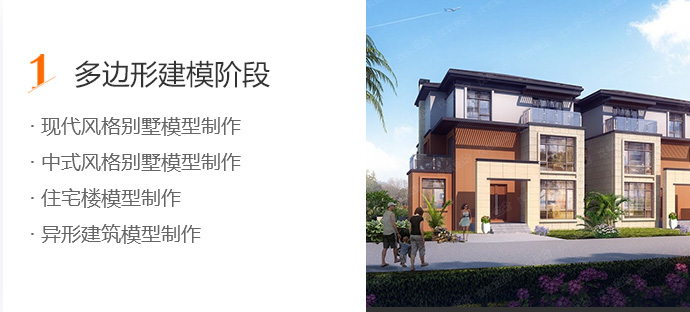 1 多边形建模阶段
· 现代风格别墅模型制作
· 中式风格别墅模型制作
· 住宅楼模型制作
· 异形建筑模型制作